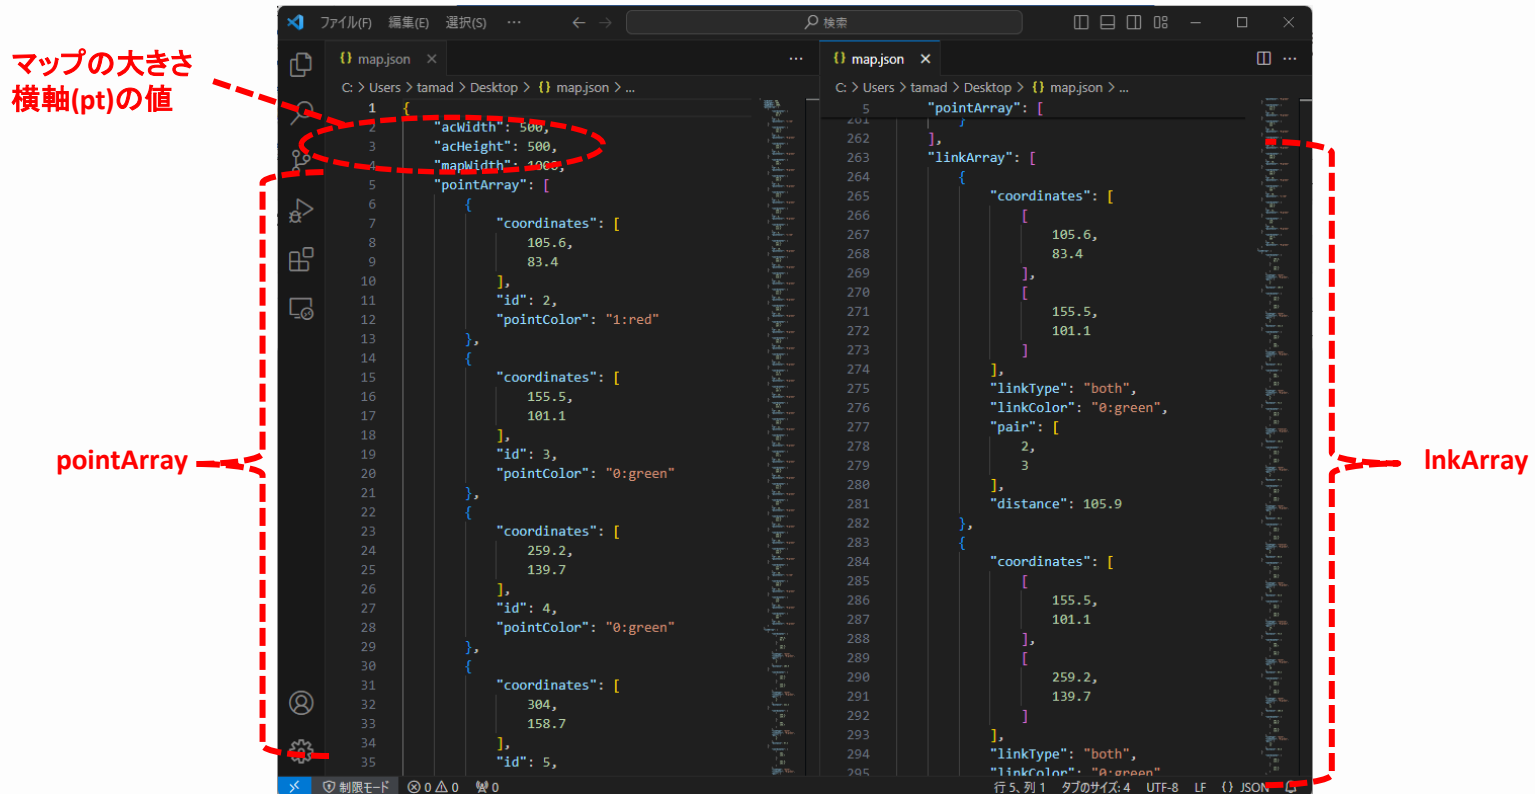 ファイル(F) 編集(E) 選択(S) … ← → 検索
マップの大きさ
横軸(pt)の値
pointArray
{} map.json × …
C: > Users > tamad > Desktop > {} map.json > ...
1 {
2 "acWidth": 500,
3 "acHeight": 500,
4 "mapWidth": 1000,
5 "pointArray": [
6 {
7 "coordinates": [
8 105.6,
9 83.4
10 ],
11 "id": 2,
12 "pointColor": "1:red"
13 },
14 {
15 "coordinates": [
16 155.5,
17 101.1
18 ],
19 "id": 3,
20 "pointColor": "0:green"
21 },
22 {
23 "coordinates": [
24 259.2,
25 139.7
26 ],
27 "id": 4,
28 "pointColor": "0:green"
29 },
30 {
31 "coordinates": [
32 304,
33 158.7
34 ],
35 "id": 5,
{} map.json × …
C: > Users > tamad > Desktop > {} map.json > ...
5 "pointArray": [
261 }
262 ],
263 "linkArray": [
264 {
265 "coordinates": [
266 [
267 105.6,
268 83.4
269 ],
270 [
271 155.5,
272 101.1
273 ]
274 ],
275 "linkType": "both",
276 "linkColor": "0:green",
277 "pair": [
278 2,
279 3
280 ],
281 "distance": 105.9
282 },
283 {
284 "coordinates": [
285 [
286 155.5,
287 101.1
288 ],
289 [
290 259.2,
291 139.7
292 ]
293 ],
294 "linkType": "both",
295 "linkColor": "0:green"
lnkArray
制限モード 0 0 0 行 5、列 1 タブのサイズ: 4 UTF-8 LF {} JSON